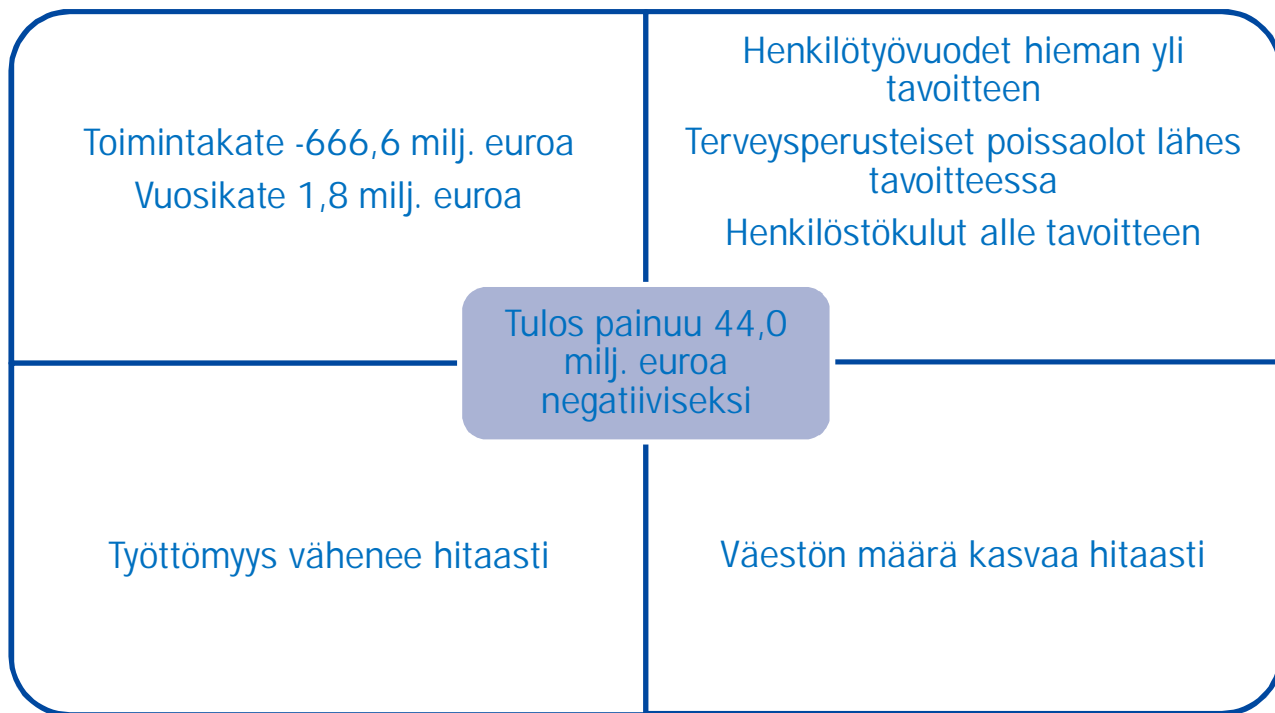 Toimintakate -666,6 milj. euroa
Vuosikate 1,8 milj. euroa
Henkilötyövuodet hieman yli
tavoitteen
Terveysperusteiset poissaolot lähes
tavoitteessa
Henkilöstökulut alle tavoitteen
Tulos painuu 44,0
milj. euroa
negatiiviseksi
Työttömyys vähenee hitaasti
Väestön määrä kasvaa hitaasti